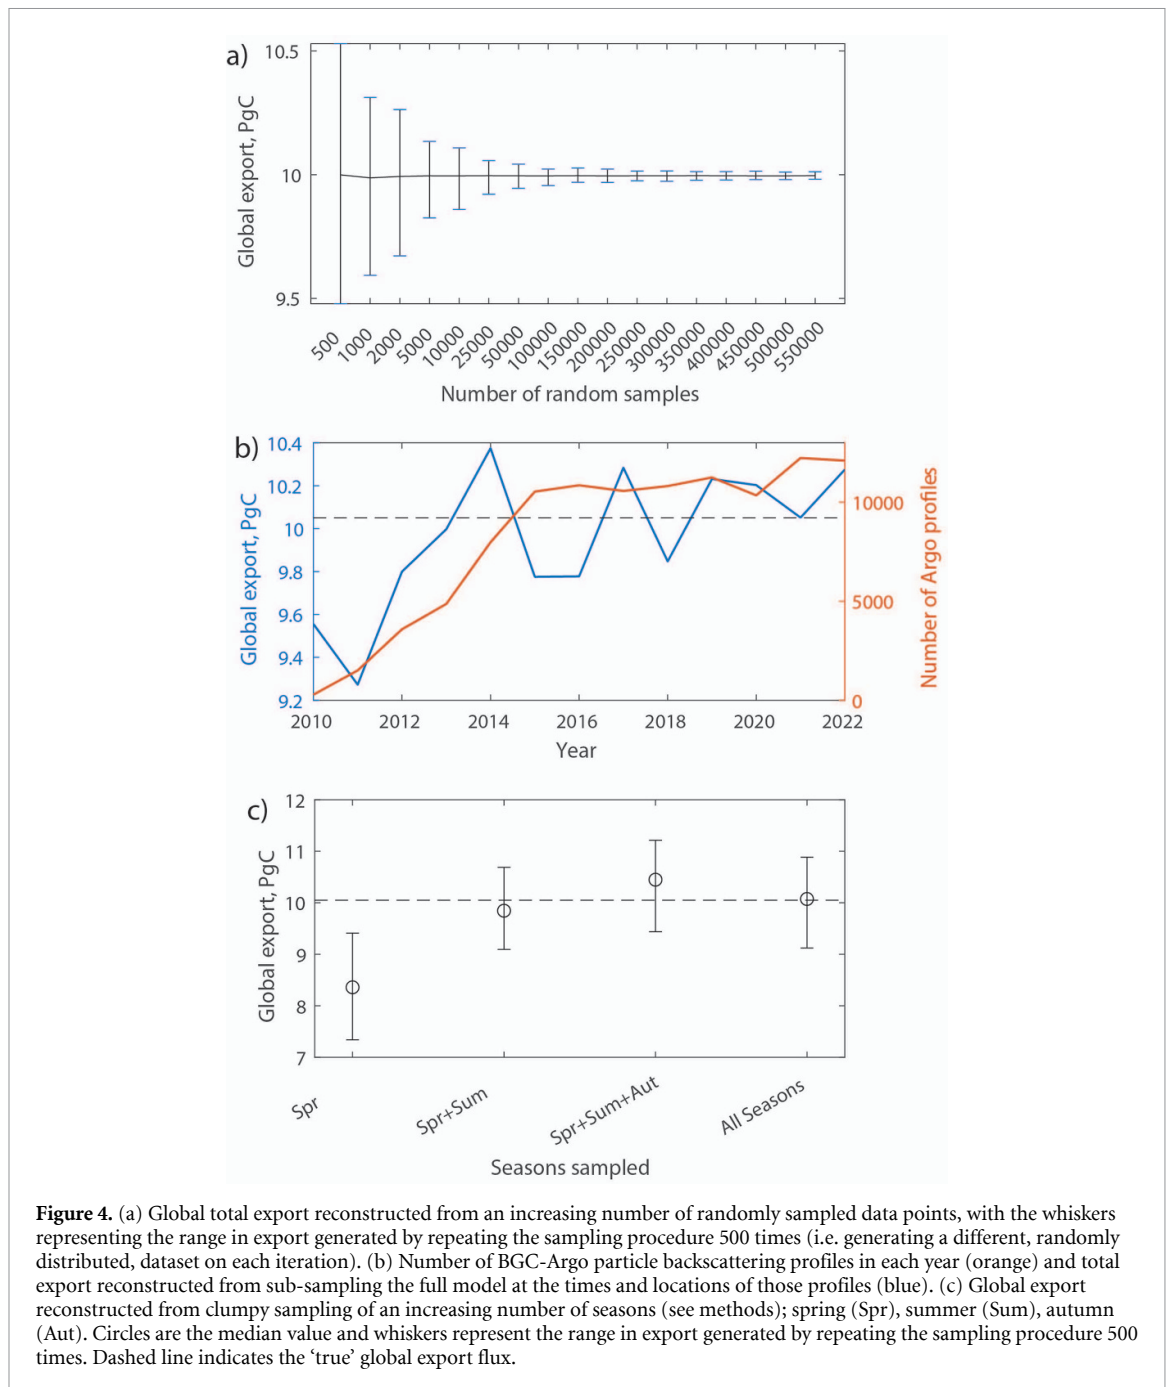 a)
10.5
10
9.5
Global export, PgC
500
1000
2000
5000
10000
25000
50000
100000
150000
200000
250000
300000
350000
400000
450000
500000
550000
Number of random samples
b)
10.4
10.2
10
9.8
9.6
9.4
9.2
Global export, PgC
10000
5000
0
Number of Argo profiles
2010
2012
2014
2016
2018
2020
2022
Year
c)
12
11
10
9
8
7
Global export, PgC
Spr
Spr+Sum
Spr+Sum+Aut
All Seasons
Seasons sampled
Figure 4. (a) Global total export reconstructed from an increasing number of randomly sampled data points, with the whiskers
representing the range in export generated by repeating the sampling procedure 500 times (i.e. generating a different, randomly
distributed, dataset on each iteration). (b) Number of BGC-Argo particle backscattering profiles in each year (orange) and total
export reconstructed from sub-sampling the full model at the times and locations of those profiles (blue). (c) Global export
reconstructed from clumpy sampling of an increasing number of seasons (see methods); spring (Spr), summer (Sum), autumn
(Aut). Circles are the median value and whiskers represent the range in export generated by repeating the sampling procedure 500
times. Dashed line indicates the ‘true’ global export flux.